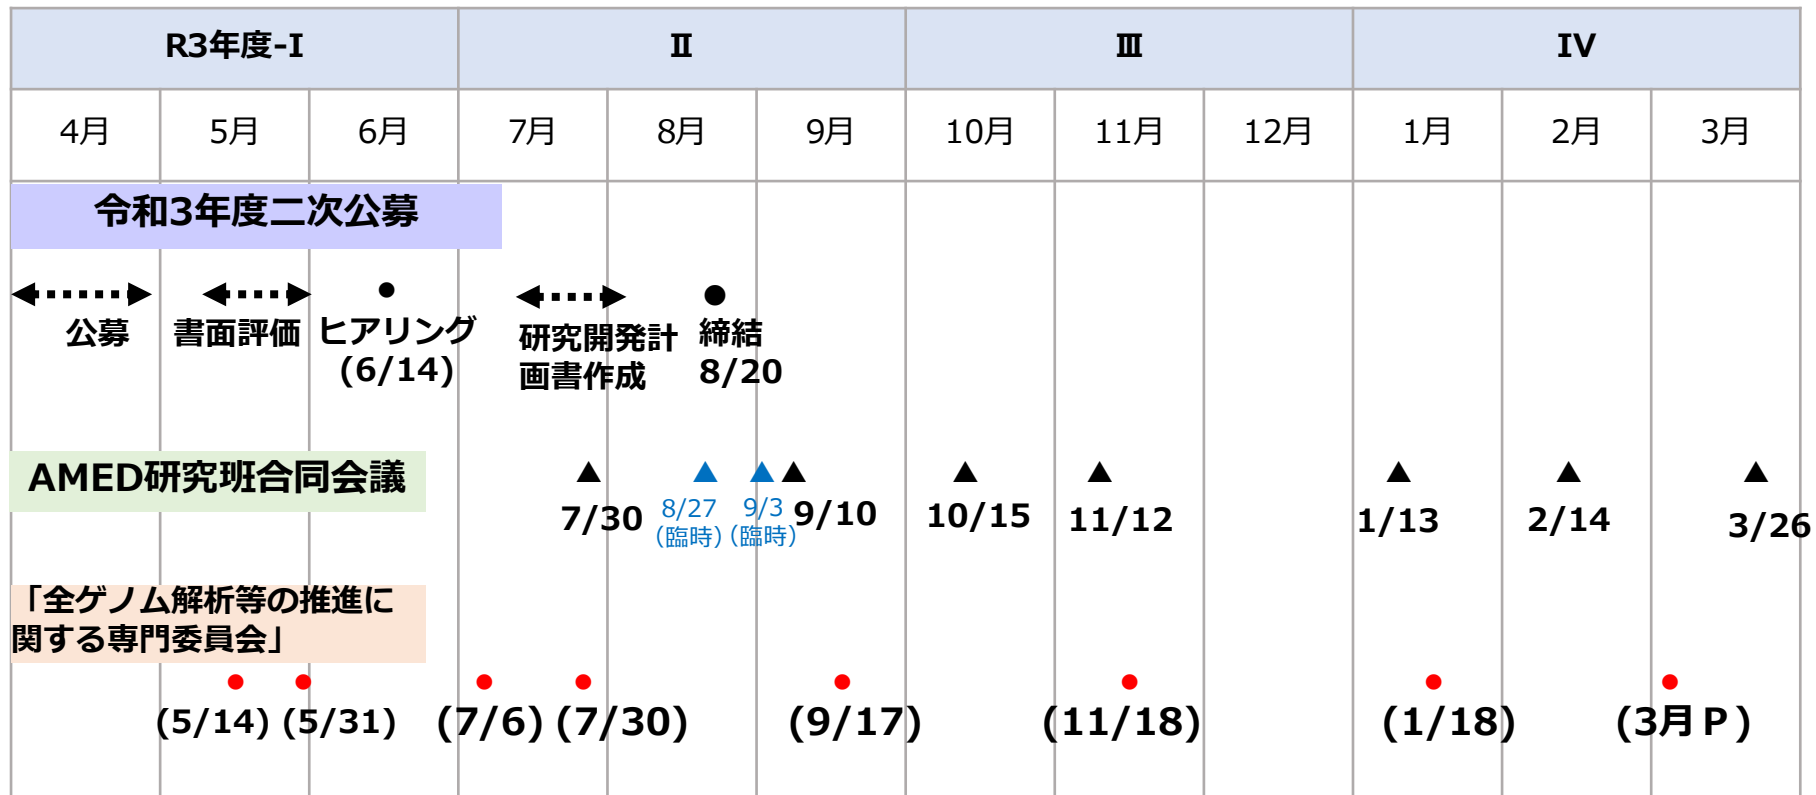 R3年度-I
Ⅱ
Ⅲ
IV
4月
5月
6月
7月
8月
9月
10月
11月
12月
1月
2月
3月
令和3年度二次公募
公募
書面評価
ヒアリング
(6/14)
研究開発計
画書作成
締結
8/20
AMED研究班合同会議
7/30
8/27
(臨時)
9/3
(臨時)
9/10
10/15
11/12
1/13
2/14
3/26
「全ゲノム解析等の推進に
関する専門委員会」
(5/14)
(5/31)
(7/6)
(7/30)
(9/17)
(11/18)
(1/18)
(3月Ｐ)